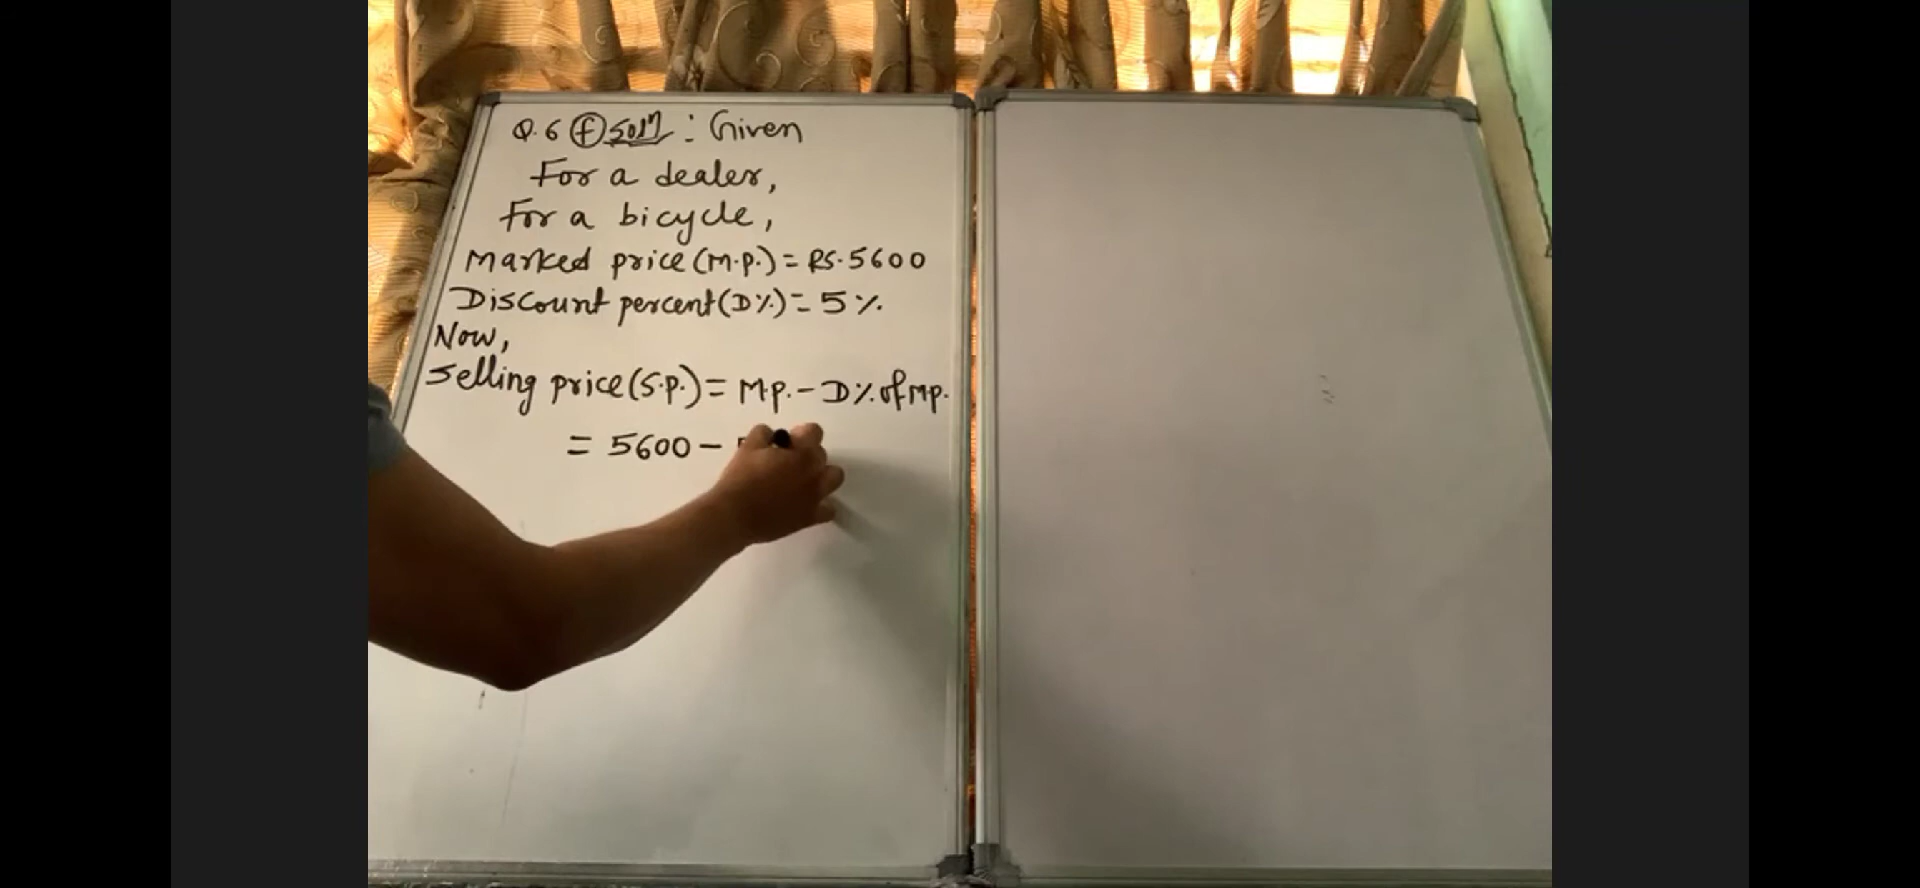 Q.6 (f) Soln : Given
For a dealer,
For a bicycle,
Marked price (M.p.) = RS. 5600
Discount percent (D%) = 5%
Now,
Selling price (S.p.) = M.p. - D% of Mp.
= 5600 -